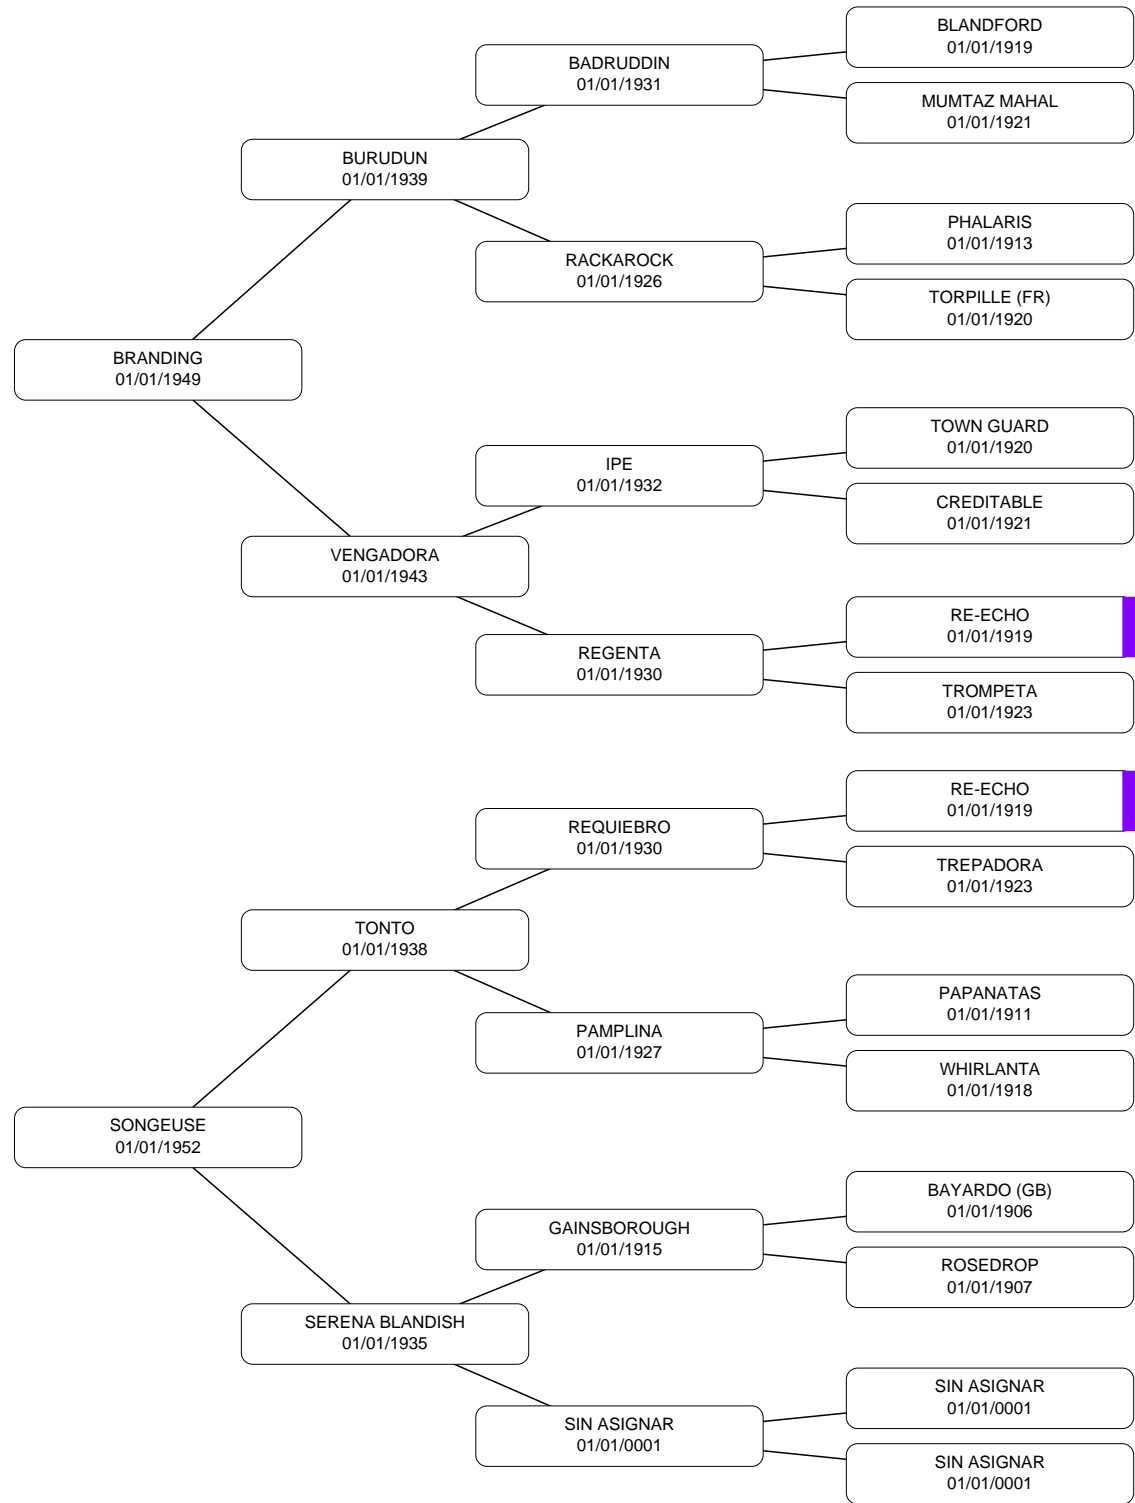 BLANDFORD
01/01/1919
BADRUDDIN
01/01/1931
MUMTAZ MAHAL
01/01/1921
BURUDUN
01/01/1939
PHALARIS
01/01/1913
RACKAROCK
01/01/1926
TORPILLE (FR)
01/01/1920
BRANDING
01/01/1949
TOWN GUARD
01/01/1920
IPE
01/01/1932
CREDITABLE
01/01/1921
VENGADORA
01/01/1943
RE-ECHO
01/01/1919
REGENTA
01/01/1930
TROMPETA
01/01/1923
RE-ECHO
01/01/1919
REQUIEBRO
01/01/1930
TREPADORA
01/01/1923
TONTO
01/01/1938
PAPANATAS
01/01/1911
PAMPLINA
01/01/1927
WHIRLANTA
01/01/1918
SONGEUSE
01/01/1952
BAYARDO (GB)
01/01/1906
GAINSBOROUGH
01/01/1915
ROSEDROP
01/01/1907
SERENA BLANDISH
01/01/1935
SIN ASIGNAR
01/01/0001
SIN ASIGNAR
01/01/0001
SIN ASIGNAR
01/01/0001